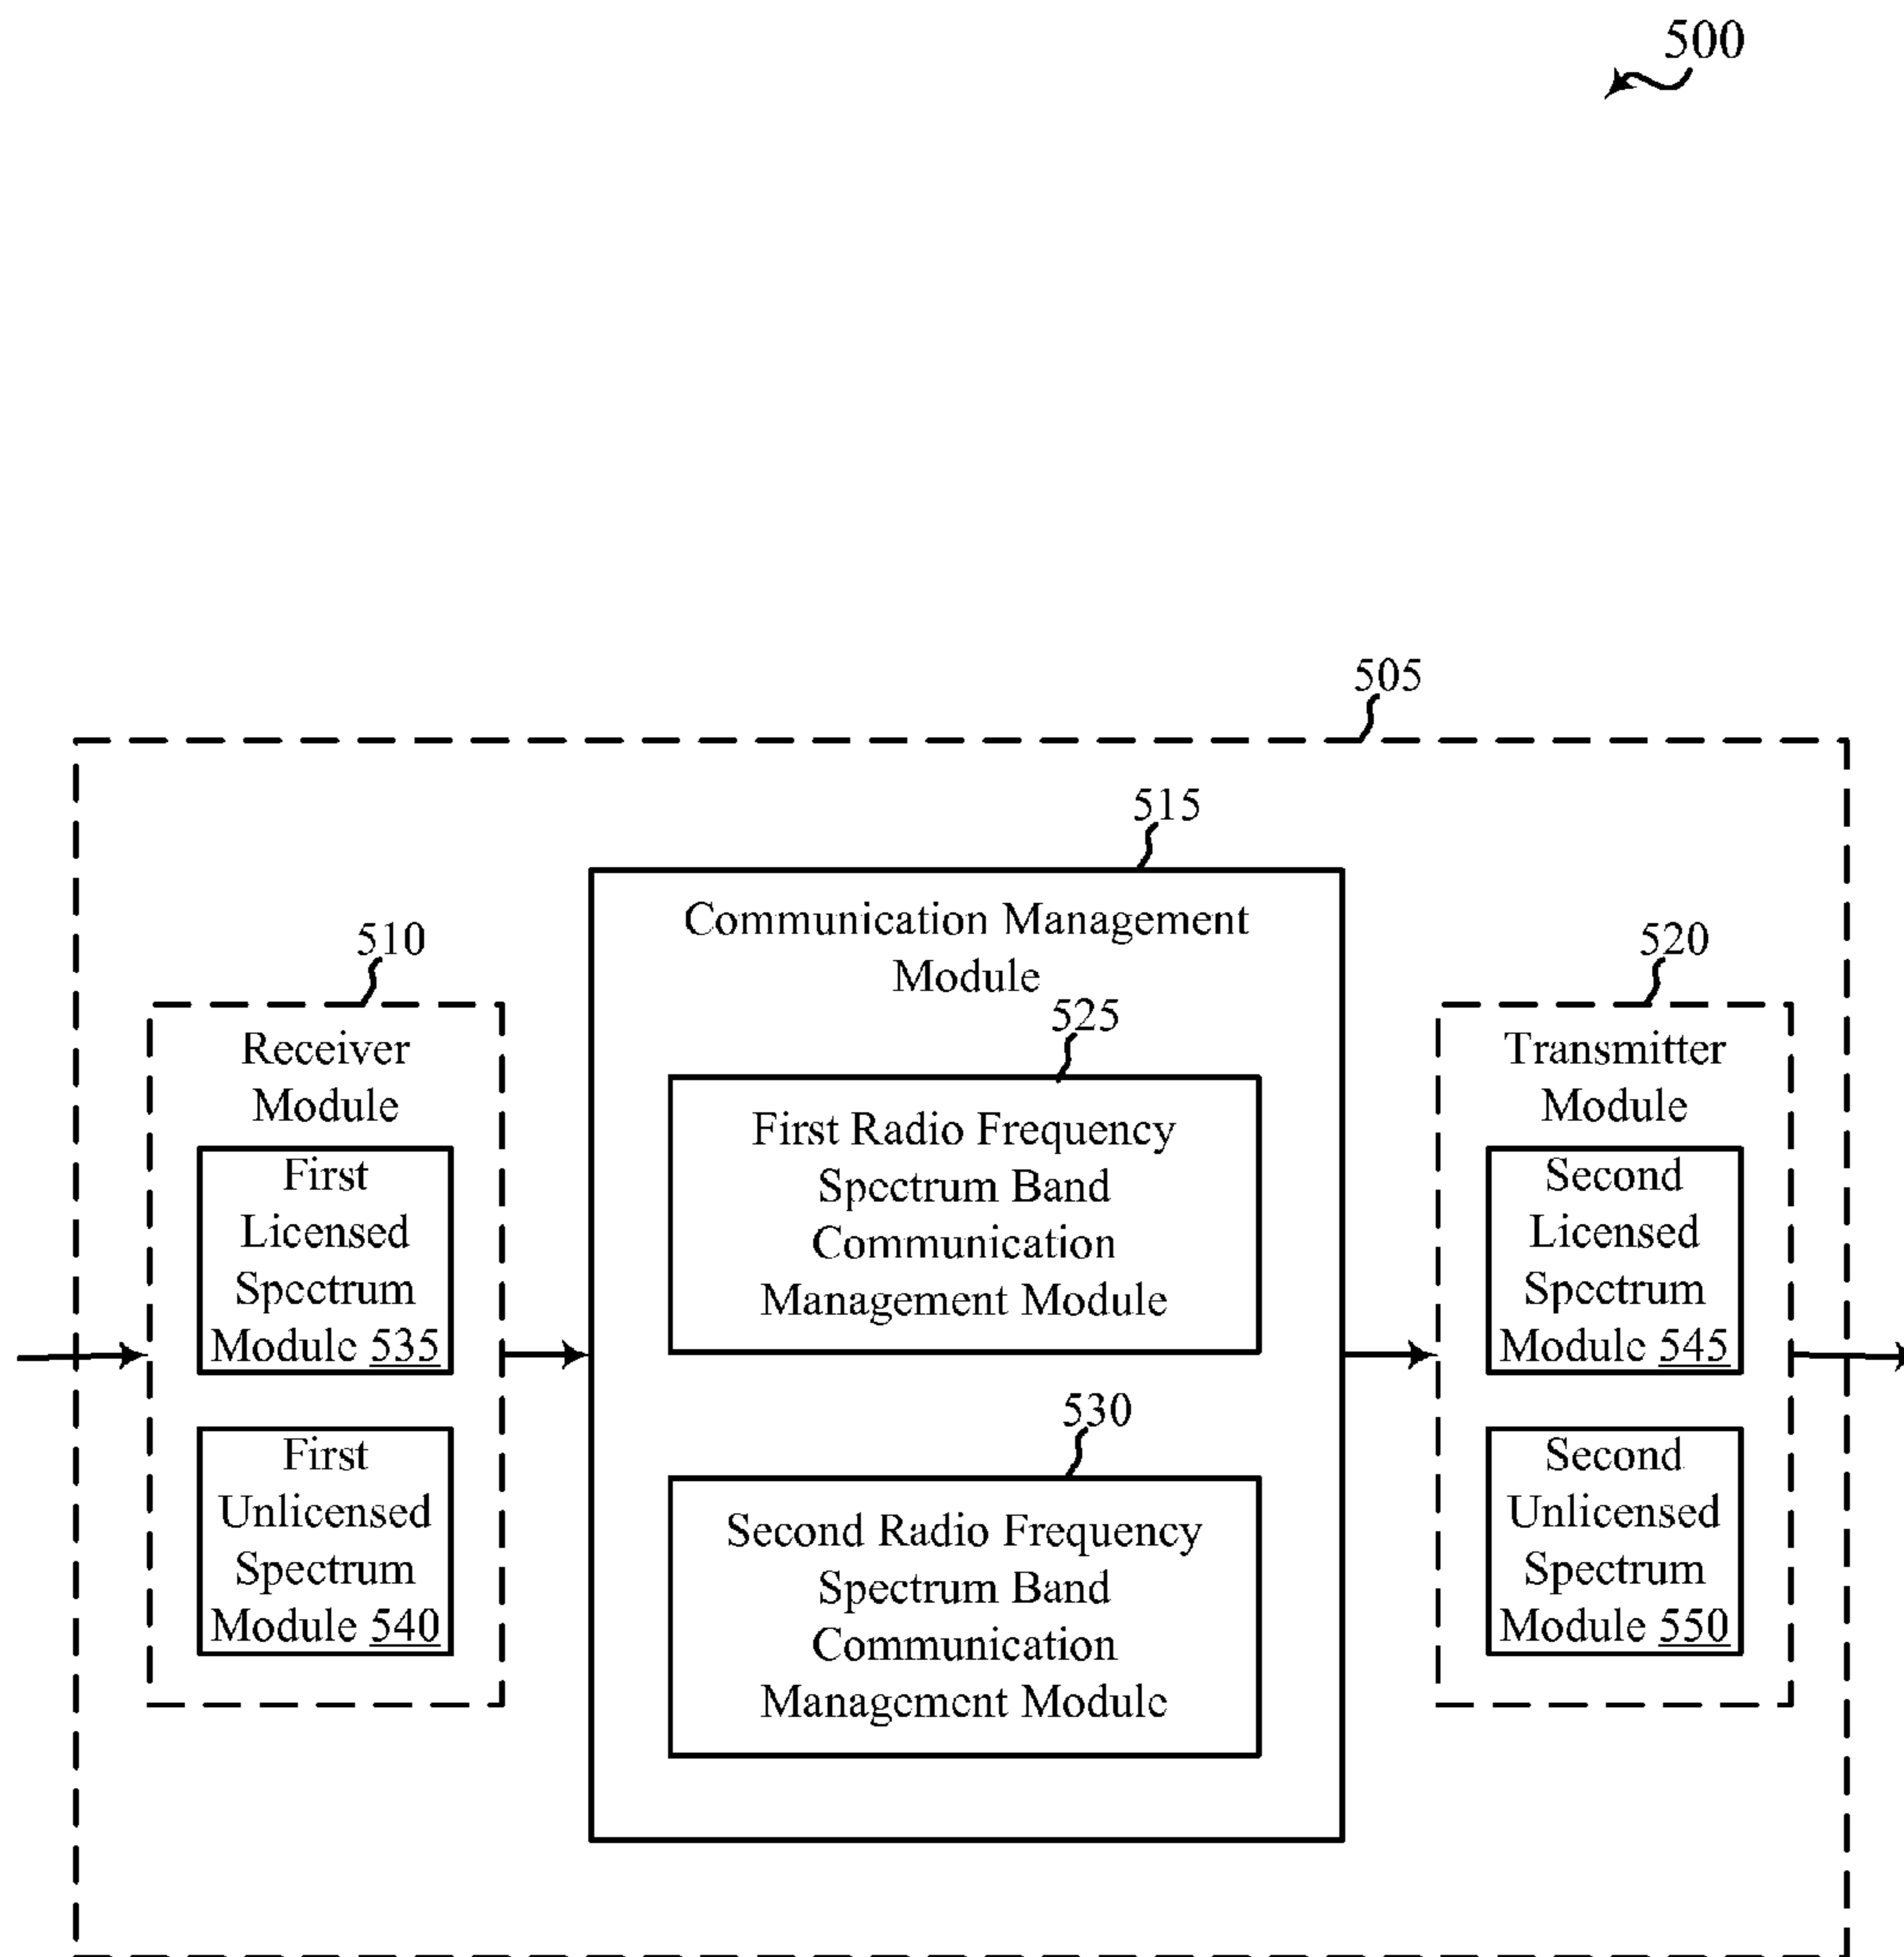 500
505
515
Communication Management
Module
510
Receiver
Module
First
Licensed
Spectrum
Module 535
First
Unlicensed
Spectrum
Module 540
525
First Radio Frequency
Spectrum Band
Communication
Management Module
530
Second Radio Frequency
Spectrum Band
Communication
Management Module
520
Transmitter
Module
Second
Licensed
Spectrum
Module 545
Second
Unlicensed
Spectrum
Module 550